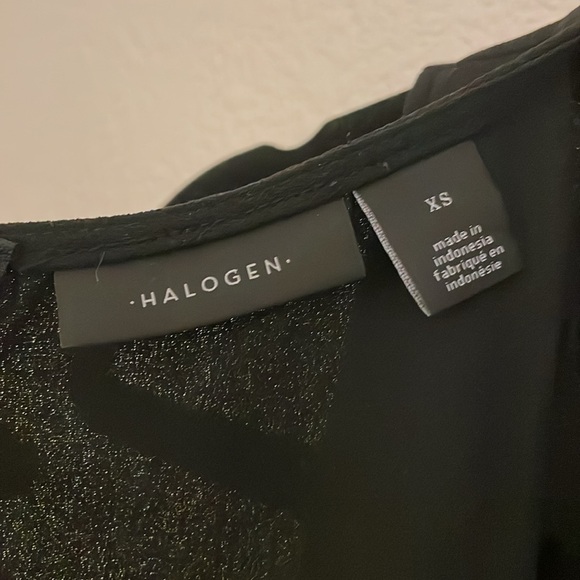 ·HALOGEN·
XS
made in
indonesia
fabriqué en
indonésie